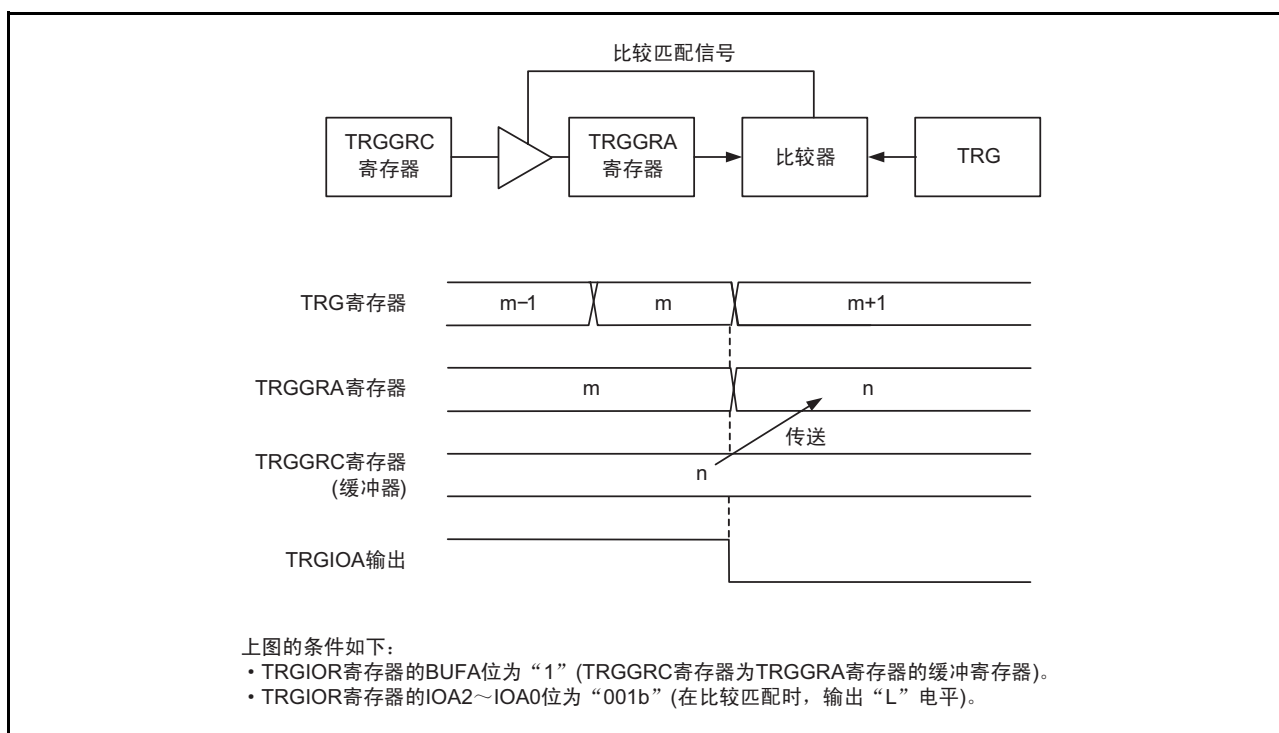 比较匹配信号
TRGGRC
寄存器
TRGGRA
寄存器
比较器
TRG
TRG寄存器
m−1
m
m+1
TRGGRA寄存器
m
n
传送
TRGGRC寄存器
(缓冲器)
n
TRGIOA输出
上图的条件如下：
• TRGIOR寄存器的BUFA位为“1”(TRGGRC寄存器为TRGGRA寄存器的缓冲寄存器)。
• TRGIOR寄存器的IOA2～IOA0位为“001b”(在比较匹配时，输出“L”电平)。